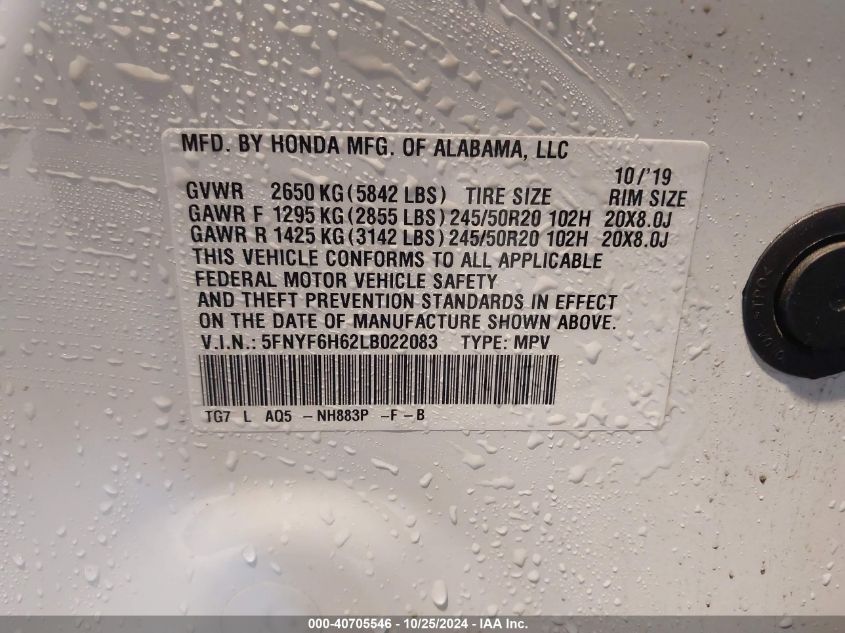 MFD. BY HONDA MFG. OF ALABAMA, LLC
10/'19
GVWR 2650 KG (5842 LBS) TIRE SIZE RIM SIZE
GAWR F 1295 KG (2855 LBS) 245/50R20 102H 20X8.0J
GAWR R 1425 KG (3142 LBS) 245/50R20 102H 20X8.0J
THIS VEHICLE CONFORMS TO ALL APPLICABLE
FEDERAL MOTOR VEHICLE SAFETY
AND THEFT PREVENTION STANDARDS IN EFFECT
ON THE DATE OF MANUFACTURE SHOWN ABOVE.
V.I.N.: 5FNYF6H62LB022083 TYPE: MPV
TG7 L AQ5 - NH883P - F - B
000-40705546 - 10/25/2024 - IAA Inc.